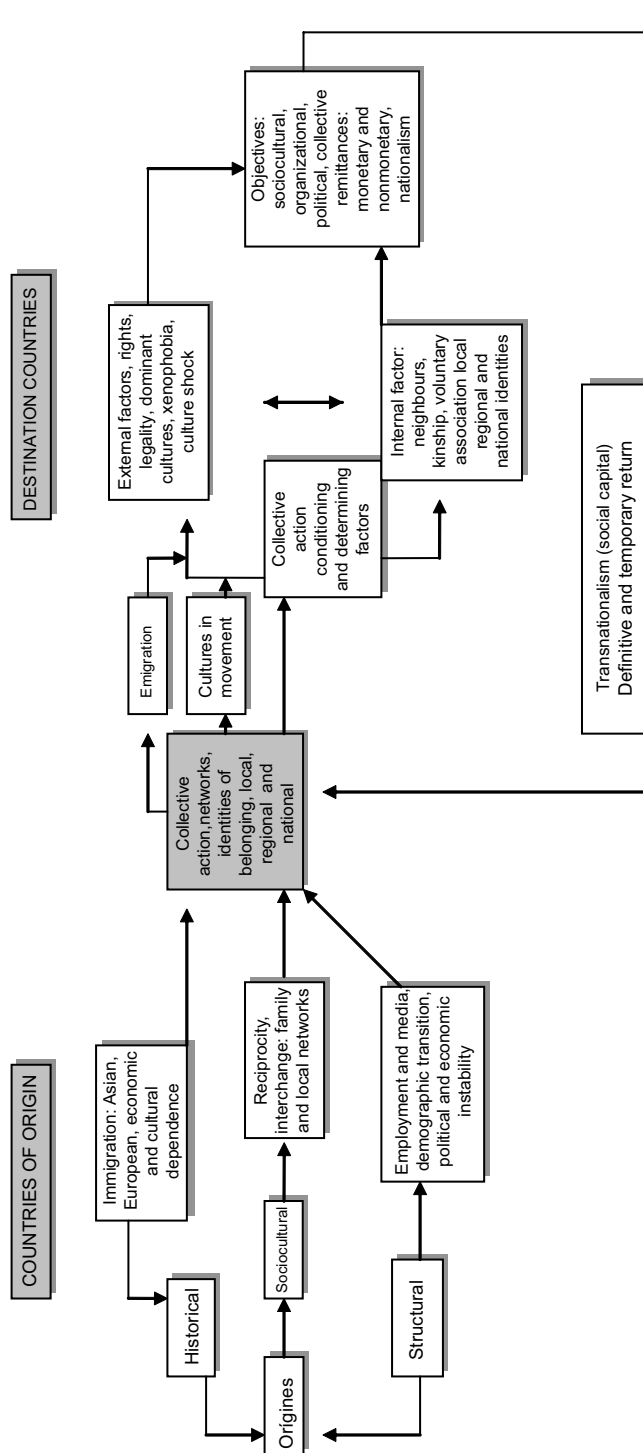 COUNTRIES OF ORIGIN
DESTINATION COUNTRIES
Orígines
Historical
Sociocultural
Structural
Immigration: Asian,
European, economic
and cultural
dependence
Reciprocity,
interchange: family
and local networks
Employment and media,
demographic transition,
political and economic
instability
Collective
action,networks,
identities of
belonging, local,
regional and
national
Emigration
Cultures in
movement
Collective
action
conditioning
and determining
factors
External factors, rights,
legality, dominant
cultures, xenophobia,
culture shock
Internal factor:
neighbours,
kinship, voluntary
association local
regional and
national identities
Objectives:
sociocultural,
organizational,
political, collective
remittances:
monetary and
nonmonetary,
nationalism
Transnationalism (social capital)
Definitive and temporary return